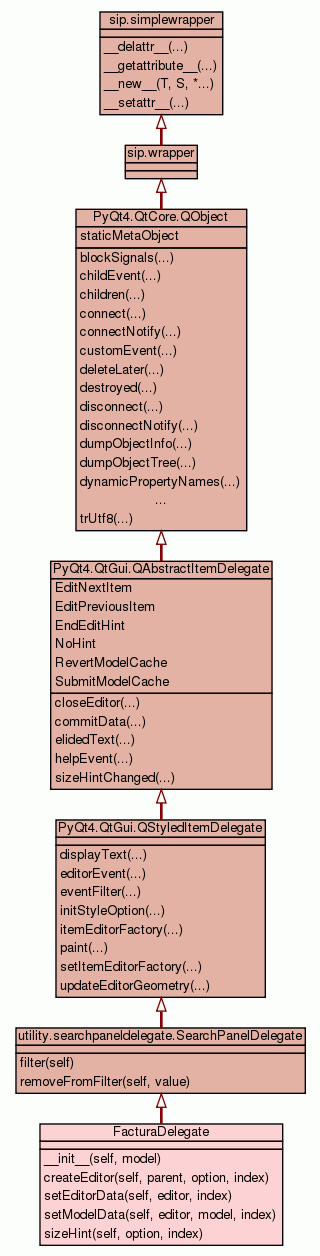 sip.simplewrapper
__delattr__(...)
__getattribute__(...)
__new__(T, S, *...)
__setattr__(...)
sip.wrapper
PyQt4.QtCore.QObject
staticMetaObject
blockSignals(...)
childEvent(...)
children(...)
connect(...)
connectNotify(...)
customEvent(...)
deleteLater(...)
destroyed(...)
disconnect(...)
disconnectNotify(...)
dumpObjectInfo(...)
dumpObjectTree(...)
dynamicPropertyNames(...)
...
trUtf8(...)
PyQt4.QtGui.QAbstractItemDelegate
EditNextItem
EditPreviousItem
EndEditHint
NoHint
RevertModelCache
SubmitModelCache
closeEditor(...)
commitData(...)
elidedText(...)
helpEvent(...)
sizeHintChanged(...)
PyQt4.QtGui.QStyledItemDelegate
displayText(...)
editorEvent(...)
eventFilter(...)
initStyleOption(...)
itemEditorFactory(...)
paint(...)
setItemEditorFactory(...)
updateEditorGeometry(...)
utility.searchpaneldelegate.SearchPanelDelegate
filter(self)
removeFromFilter(self, value)
FacturaDelegate
__init__(self, model)
createEditor(self, parent, option, index)
setEditorData(self, editor, index)
setModelData(self, editor, model, index)
sizeHint(self, option, index)